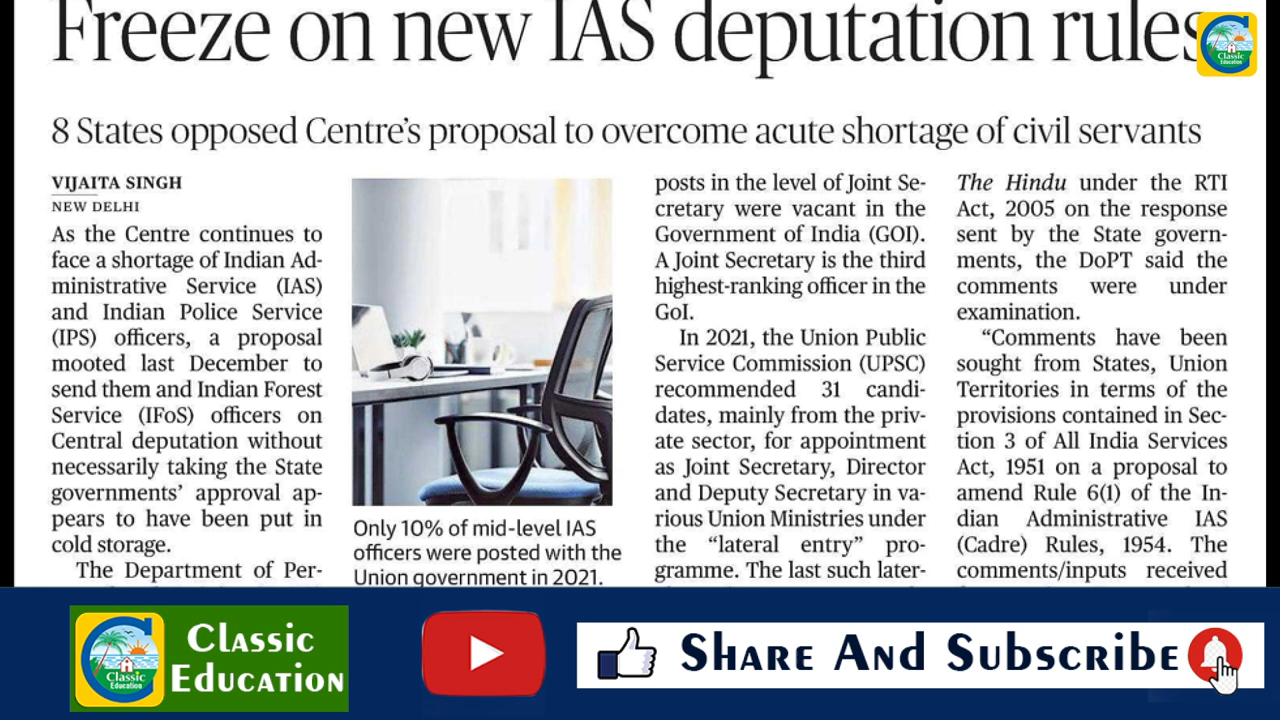 Freeze on new IAS deputation rules
Classic
Education
8 States opposed Centre's proposal to overcome acute shortage of civil servants
VIJAITA SINGH
NEW DELHI
As the Centre continues to
face a shortage of Indian Ad-
ministrative Service (IAS)
and Indian Police Service
(IPS) officers, a proposal
mooted last December to
send them and Indian Forest
Service (IFoS) officers on
Central deputation without
necessarily taking the State
governments' approval ap-
pears to have been put in
cold storage.
The Department of Per-
Only 10% of mid-level IAS
officers were posted with the
Union government in 2021.
posts in the level of Joint Se-
cretary were vacant in the
Government of India (GOI).
A Joint Secretary is the third
highest-ranking officer in the
GoI.
In 2021, the Union Public
Service Commission (UPSC)
recommended 31 candi-
dates, mainly from the priv-
ate sector, for appointment
as Joint Secretary, Director
and Deputy Secretary in va-
rious Union Ministries under
the “lateral entry” pro-
gramme. The last such later-
The Hindu under the RTI
Act, 2005 on the response
sent by the State govern-
ments, the DoPT said the
comments were under
examination.
“Comments have been
sought from States, Union
Territories in terms of the
provisions contained in Sec-
tion 3 of All India Services
Act, 1951 on a proposal to
amend Rule 6(1) of the In-
dian Administrative IAS
(Cadre) Rules, 1954. The
comments/inputs received
Classic
Education
Classic
Education
Share And Subscribe